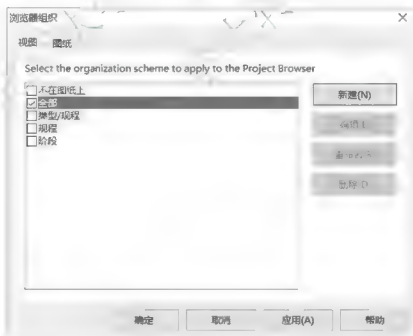 浏览器组织
视图 图纸
Select the organization scheme to apply to the Project Browser
不在图纸上
全部
类型/规程
规程
阶段
新建(N)
确定 取消 应用(A) 帮助